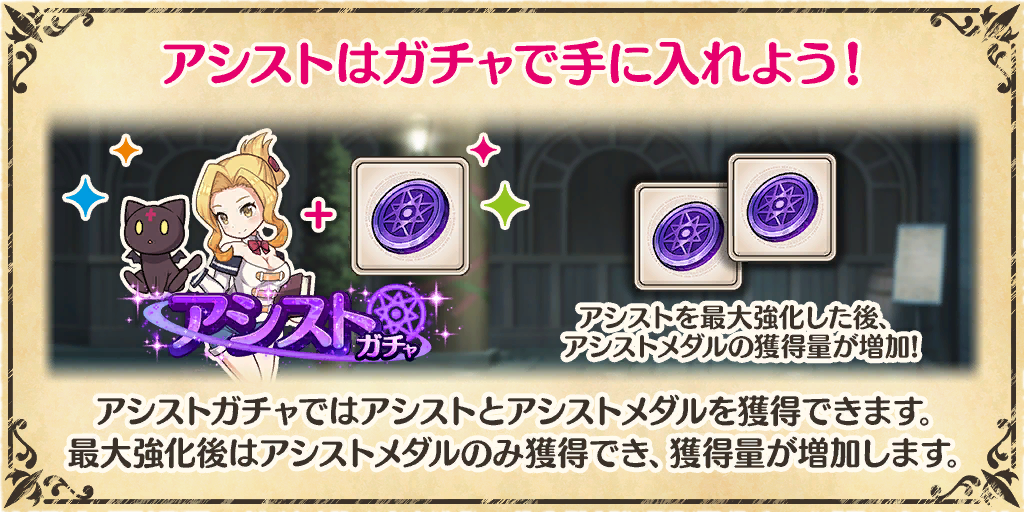 アシストはガチャで手に入れよう!
+
アシスト
ガチャ
アシストを最大強化した後、
アシストメダルの獲得量が増加!
アシストガチャではアシストとアシストメダルを獲得できます。
最大強化後はアシストメダルのみ獲得でき、獲得量が増加します。